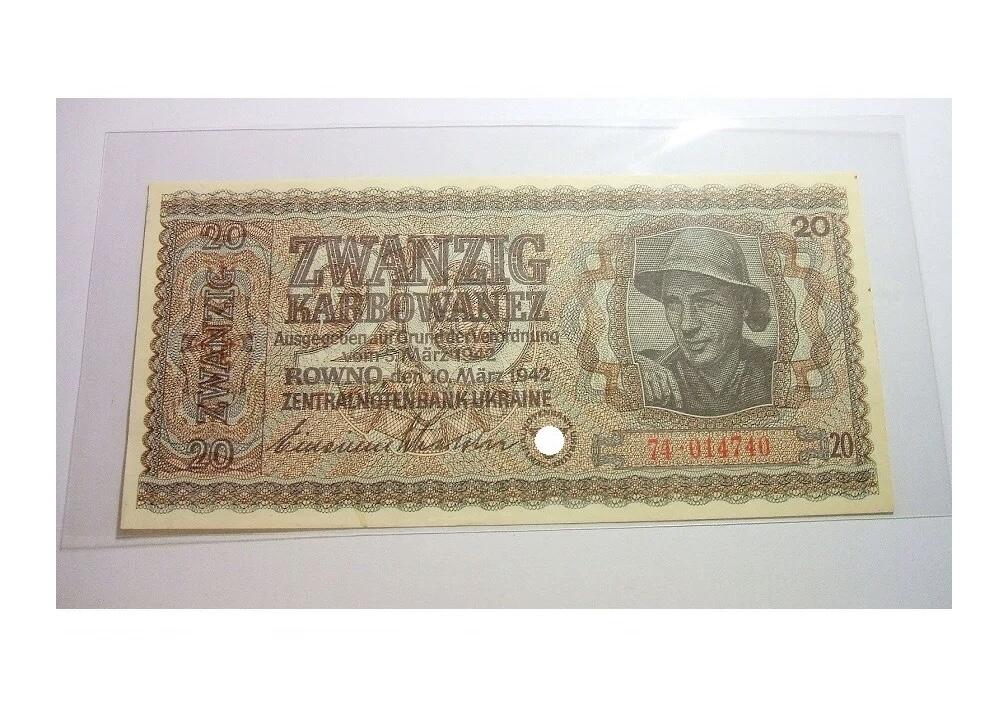 20
ZWANZIG
20
ZWANZIG
KARBOWANEZ
Ausgegeben auf Grund der Verordnung
vom 5. März 1942
ROWNO, den 10. März 1942
ZENTRALNOTENBANK UKRAINE
20
74·014740
20